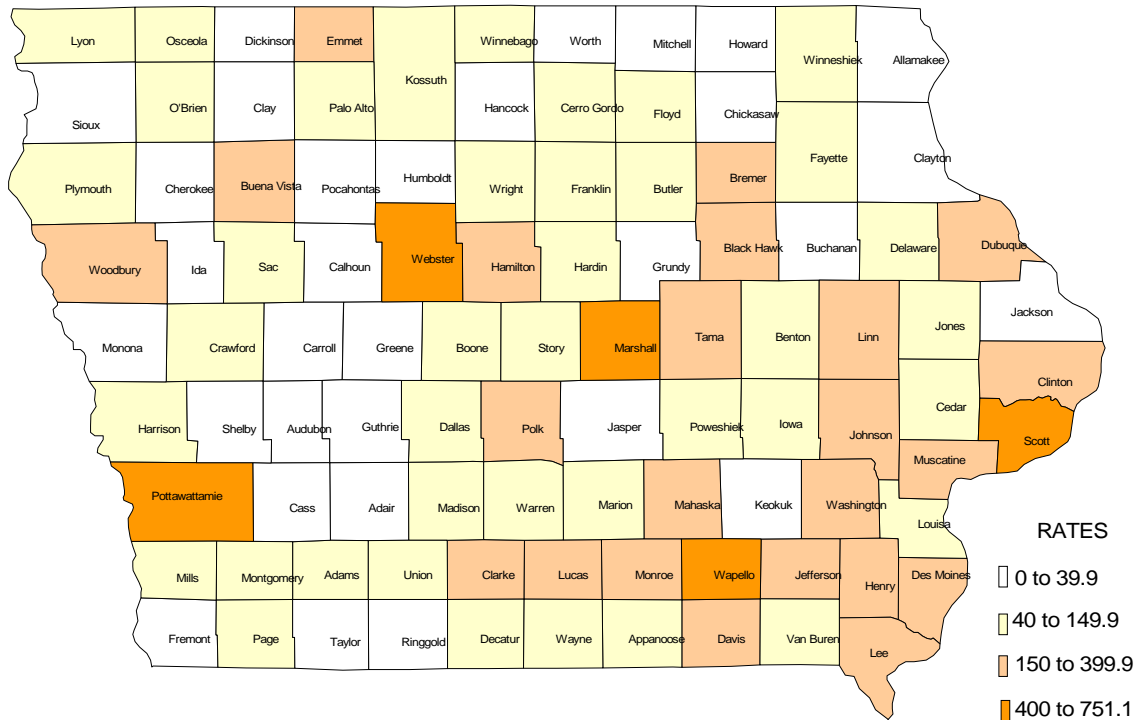 Lyon Osceola Dickinson Emmet Winnebago Worth Mitchell Howard Winneshiek Allamakee
Kossuth
Sioux O'Brien Clay Palo Alto Hancock Cerro Gordo Floyd Chickasaw
Plymouth Cherokee Buena Vista Pocahontas Humboldt Wright Franklin Butler Bremer Fayette Clayton
Woodbury Ida Sac Calhoun Webster Hamilton Hardin Grundy Black Hawk Buchanan Delaware Dubuque
Monona Crawford Carroll Greene Boone Story Marshall Tama Benton Linn Jones Jackson
Clinton
Harrison Shelby Audubon Guthrie Dallas Polk Jasper Poweshiek Iowa Johnson Cedar Scott
Muscatine
Pottawattamie Cass Adair Madison Warren Marion Mahaska Keokuk Washington Louisa
Mills Montgomery Adams Union Clarke Lucas Monroe Wapello Jefferson Henry Des Moines
Fremont Page Taylor Ringgold Decatur Wayne Appanoose Davis Van Buren Lee
RATES
0 to 39.9
40 to 149.9
150 to 399.9
400 to 751.1